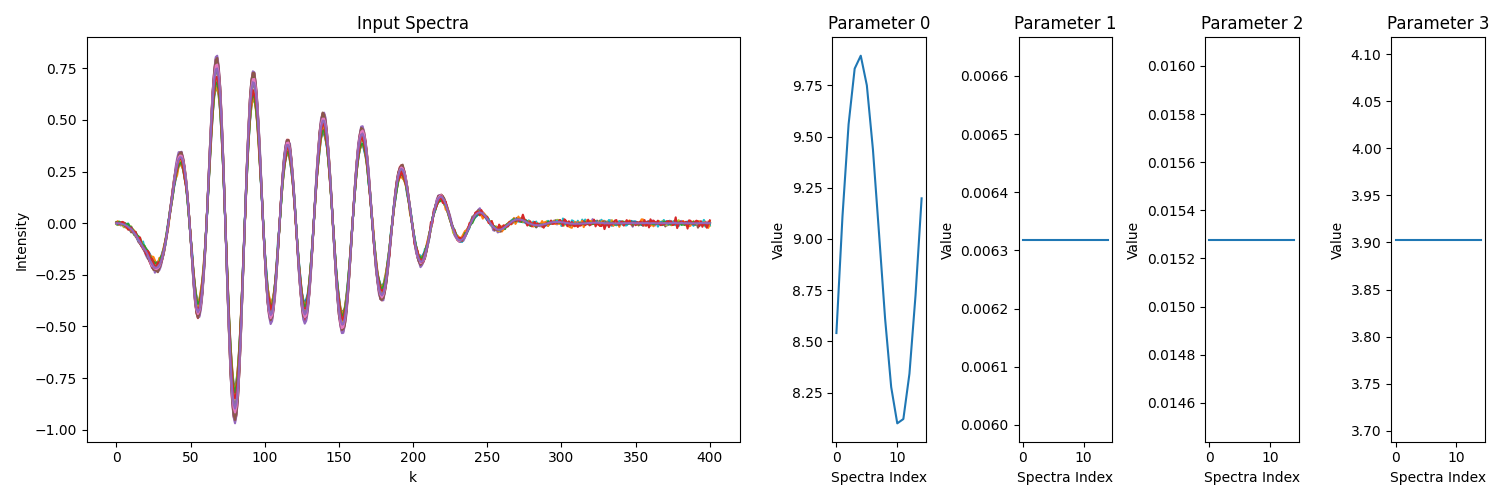 Input Spectra
Intensity
0.75
0.50
0.25
0.00
−0.25
−0.50
−0.75
−1.00
0 50 100 150 200 250 300 350 400
k
Parameter 0
Value
9.75
9.50
9.25
9.00
8.75
8.50
8.25
0 10
Spectra Index
Parameter 1
Value
0.0066
0.0065
0.0064
0.0063
0.0062
0.0061
0.0060
0 10
Spectra Index
Parameter 2
Value
0.0160
0.0158
0.0156
0.0154
0.0152
0.0150
0.0148
0.0146
0 10
Spectra Index
Parameter 3
Value
4.10
4.05
4.00
3.95
3.90
3.85
3.80
3.75
3.70
0 10
Spectra Index